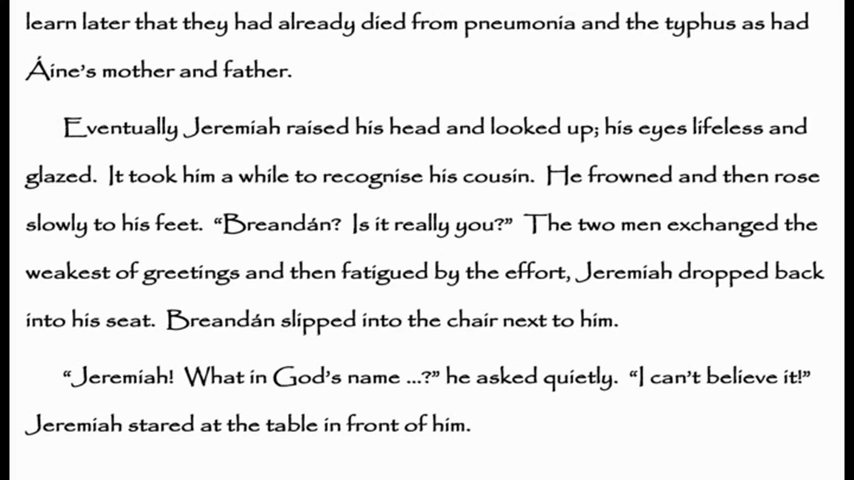 learn later that they had already died from pneumonia and the typhus as had
Áine's mother and father.
Eventually Jeremiah raised his head and looked up; his eyes lifeless and
glazed.  It took him a while to recognise his cousin.  He frowned and then rose
slowly to his feet.  “Breandán?  Is it really you?”  The two men exchanged the
weakest of greetings and then fatigued by the effort, Jeremiah dropped back
into his seat.  Breandán slipped into the chair next to him.
“Jeremiah!  What in God's name ...?” he asked quietly.  “I can't believe it!”
Jeremiah stared at the table in front of him.